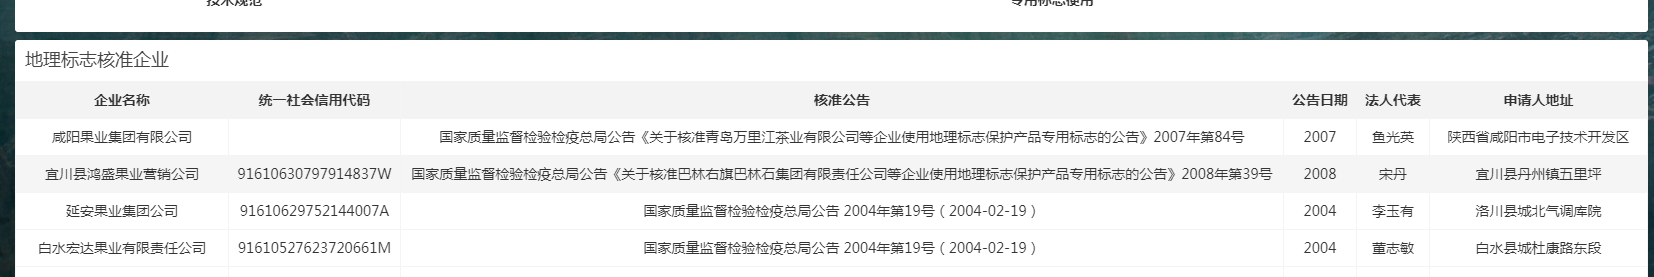 技术规范 专用标志使用
地理标志核准企业
企业名称 统一社会信用代码 核准公告 公告日期 法人代表 申请人地址
咸阳果业集团有限公司 国家质量监督检验检疫总局公告《关于核准青岛万里江茶业有限公司等企业使用地理标志保护产品专用标志的公告》2007年第84号 2007 鱼光英 陕西省咸阳市电子技术开发区
宜川县鸿盛果业营销公司 91610630797914837W 国家质量监督检验检疫总局公告《关于核准巴林右旗巴林石集团有限责任公司等企业使用地理标志保护产品专用标志的公告》2008年第39号 2008 宋丹 宜川县丹州镇五里坪
延安果业集团公司 91610629752144007A 国家质量监督检验检疫总局公告 2004年第19号（2004-02-19） 2004 李玉有 洛川县城北气调库院
白水宏达果业有限责任公司 91610527623720661M 国家质量监督检验检疫总局公告 2004年第19号（2004-02-19） 2004 董志敏 白水县城杜康路东段